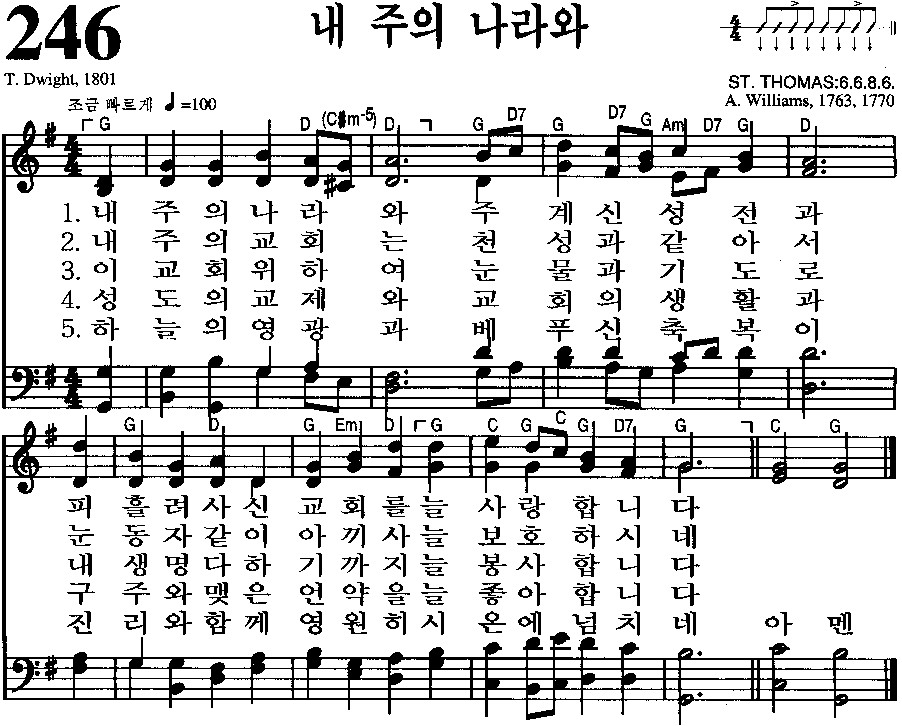 246
내 주의 나라와
4/4
T. Dwight, 1801
ST. THOMAS:6.6.8.6.
조금 빠르게 ♩=100
A. Williams, 1763, 1770
G D (C#m-5) D G D7 G D7 G Am D7 G D
1. 내 주 의 나 라 와 주 계 신 성 전 과
2. 내 주 의 교 회 는 천 성 과 같 아 서
3. 이 교 회 위 하 여 눈 물 과 기 도 로
4. 성 도 의 교 제 와 교 회 의 생 활 과
5. 하 늘 의 영 광 과 베 푸 신 축 복 이
G D G Em D G C G C G D7 G C G
피 흘 려 사 신 교 회 를 늘 사 랑 합 니 다
눈 동 자 같 이 아 끼 사 늘 보 호 하 시 네
내 생 명 다 하 기 까 지 늘 봉 사 합 니 다
구 주 와 맺 은 언 약 을 늘 좋 아 합 니 다
진 리 와 함 께 영 원 히 시 온 에 넘 치 네 아 멘